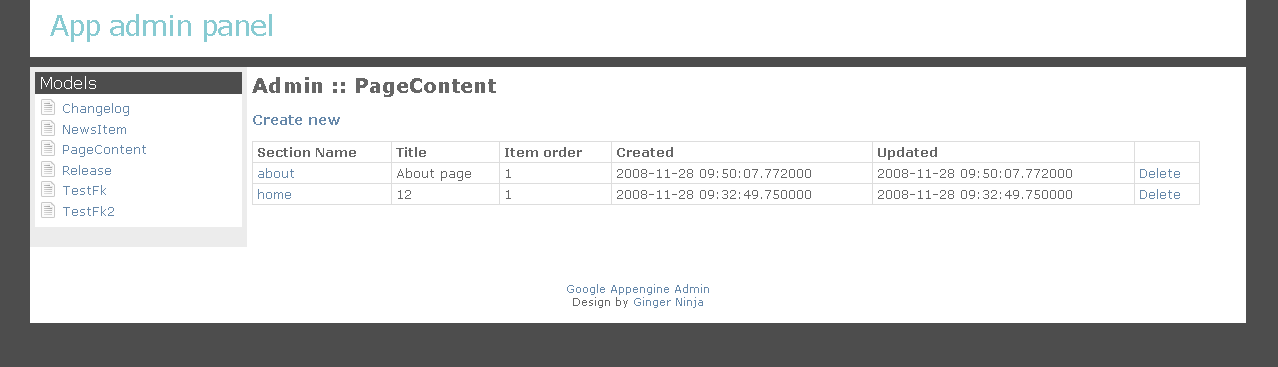 App admin panel
Models
Changelog
NewsItem
PageContent
Release
TestFk
TestFk2
Admin :: PageContent
Create new
Section Name Title Item order Created Updated
about About page 1 2008-11-28 09:50:07.772000 2008-11-28 09:50:07.772000 Delete
home 12 1 2008-11-28 09:32:49.750000 2008-11-28 09:32:49.750000 Delete
Google Appengine Admin
Design by Ginger Ninja